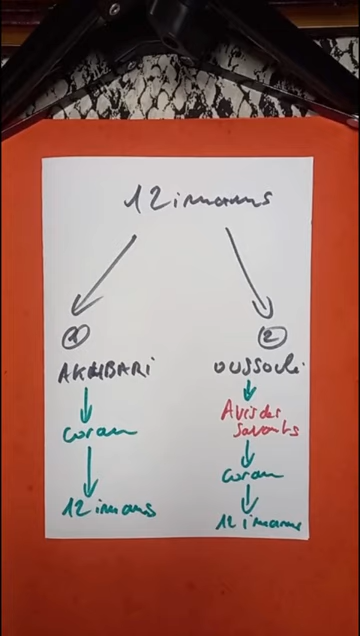 12 imams
1
2
AKHBARI
OUSSOULI
coran
Avis des
savants
coran
12 imams
12 imams